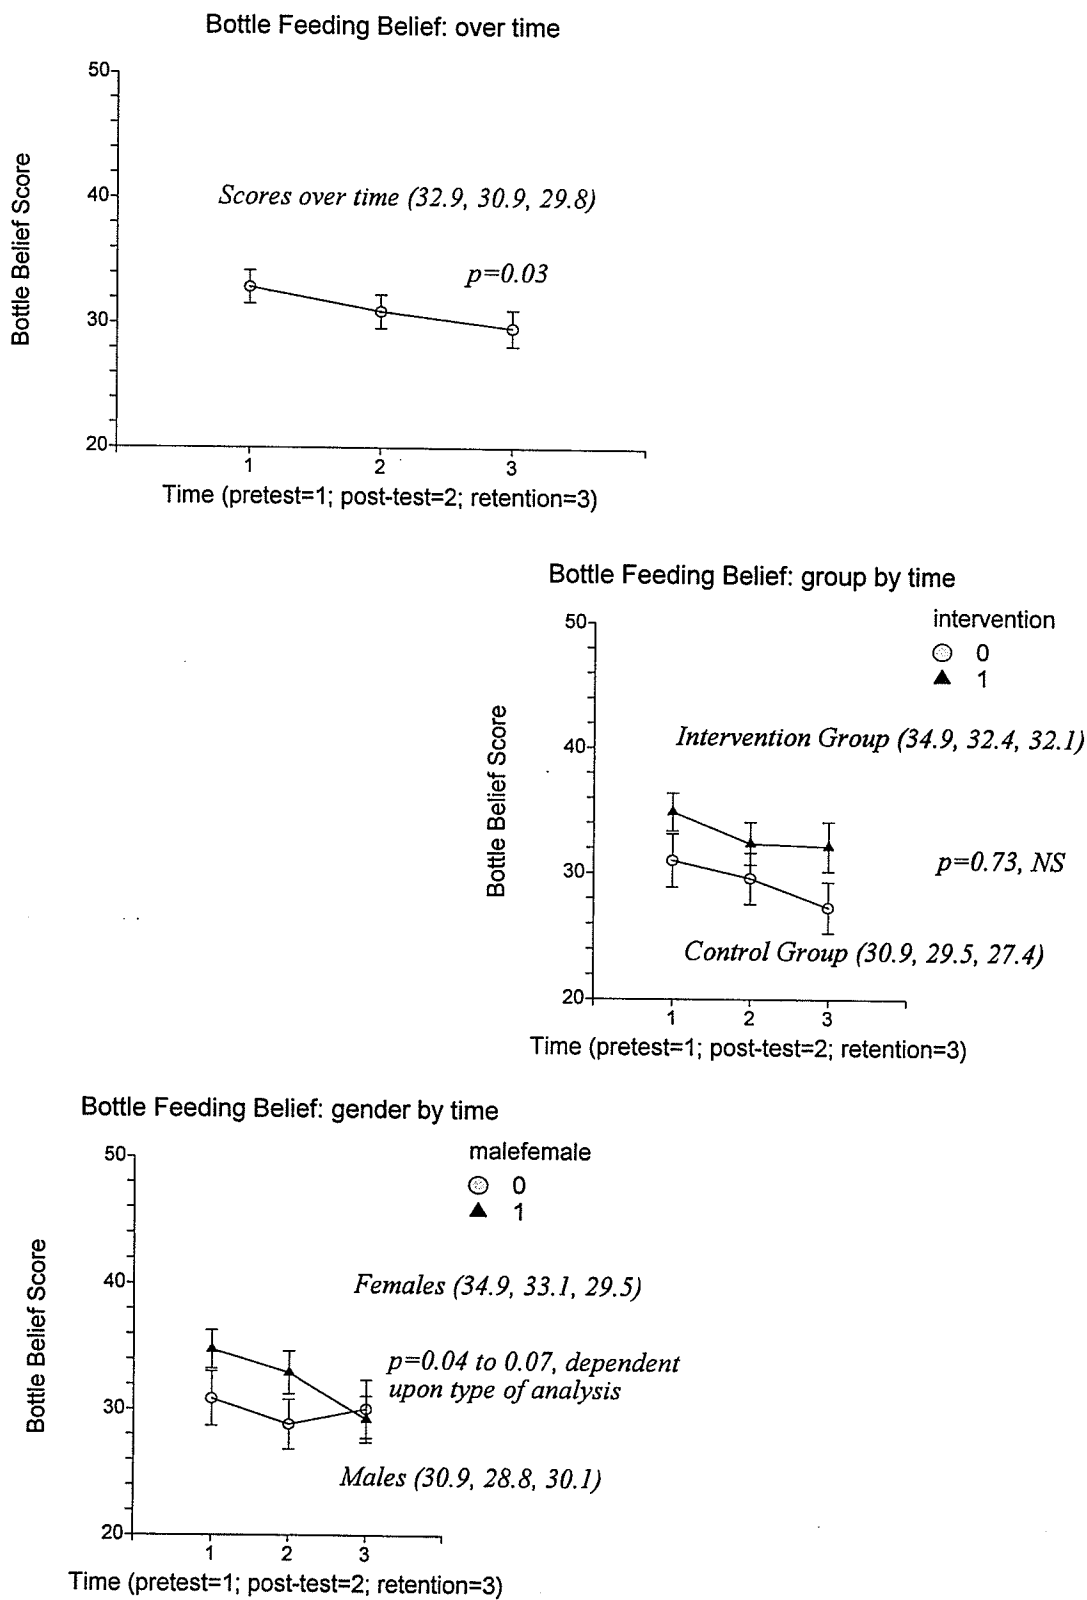 Bottle Feeding Belief: over time
50
40
30
20
Bottle Belief Score
Scores over time (32.9, 30.9, 29.8)
p=0.03
1 2 3
Time (pretest=1; post-test=2; retention=3)
Bottle Feeding Belief: group by time
intervention
0
1
50
40
30
20
Bottle Belief Score
Intervention Group (34.9, 32.4, 32.1)
p=0.73, NS
Control Group (30.9, 29.5, 27.4)
1 2 3
Time (pretest=1; post-test=2; retention=3)
Bottle Feeding Belief: gender by time
malefemale
0
1
50
40
30
20
Bottle Belief Score
Females (34.9, 33.1, 29.5)
p=0.04 to 0.07, dependent
upon type of analysis
Males (30.9, 28.8, 30.1)
1 2 3
Time (pretest=1; post-test=2; retention=3)